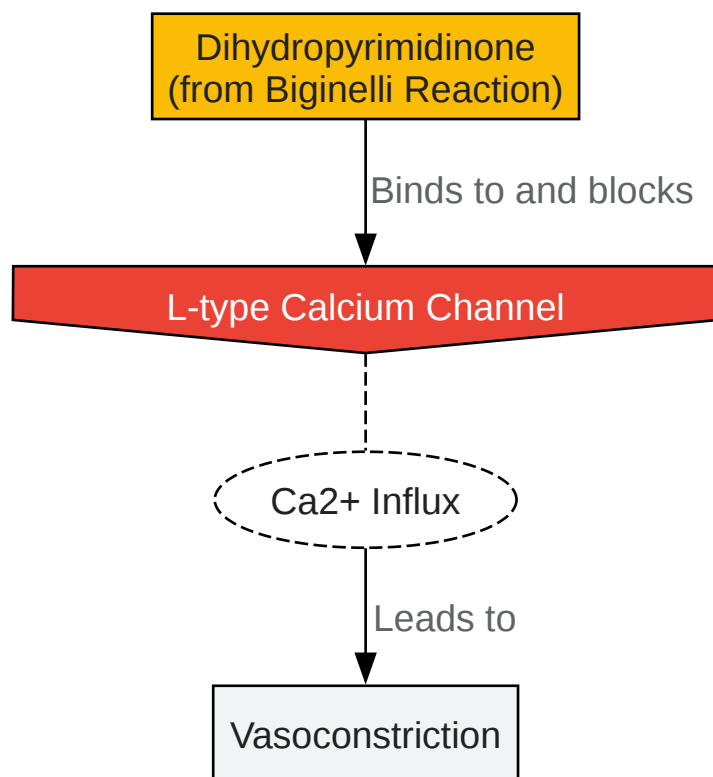 Dihydropyrimidinone
(from Biginelli Reaction)
Binds to and blocks
L-type Calcium Channel
Ca2+ Influx
Leads to
Vasoconstriction